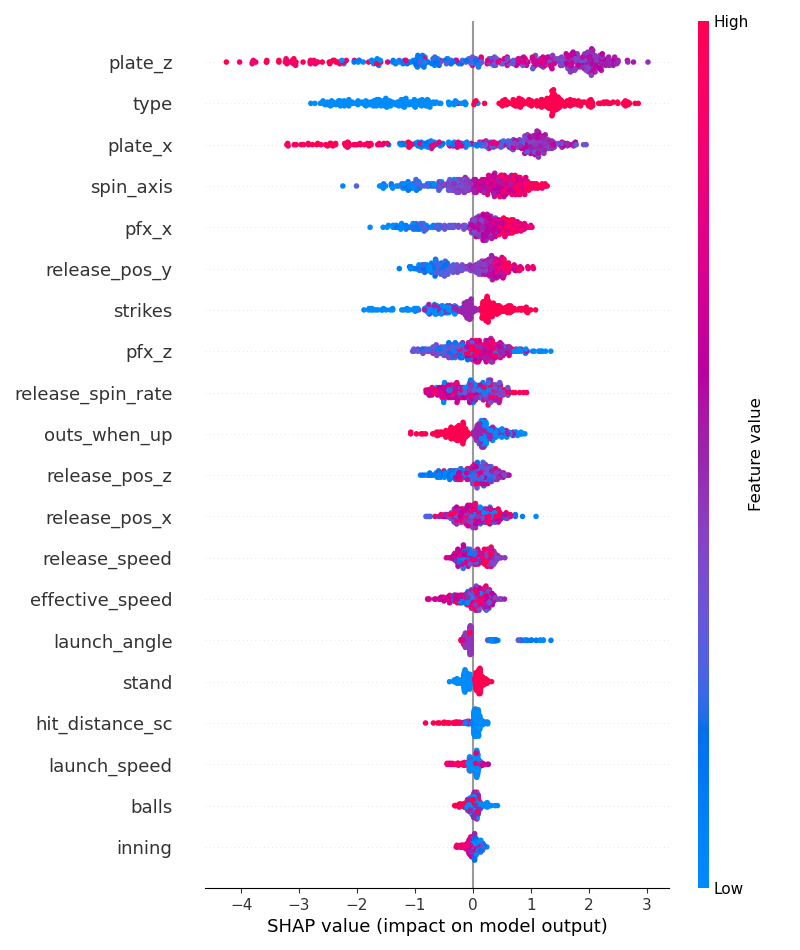 High
plate_z
type
plate_x
spin_axis
pfx_x
release_pos_y
strikes
pfx_z
release_spin_rate
outs_when_up
release_pos_z
release_pos_x
release_speed
effective_speed
launch_angle
stand
hit_distance_sc
launch_speed
balls
inning
Feature value
Low
−4 −3 −2 −1 0 1 2 3
SHAP value (impact on model output)